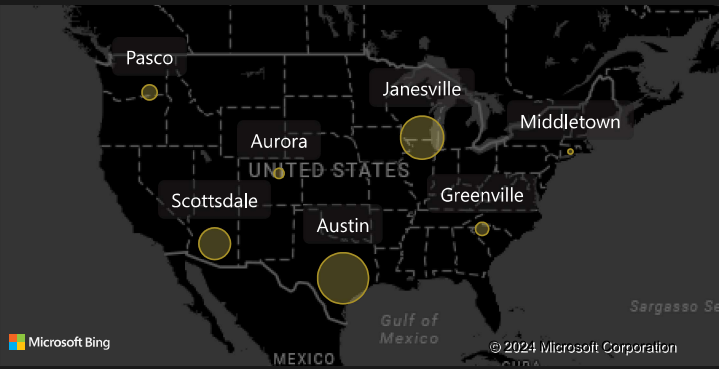 Pasco
Janesville
Middletown
Aurora
UNITED STATES
Scottsdale
Greenville
Austin
Sargasso Se
Gulf of
Mexico
Microsoft Bing
© 2024 Microsoft Corporation
MEXICO
CUBA